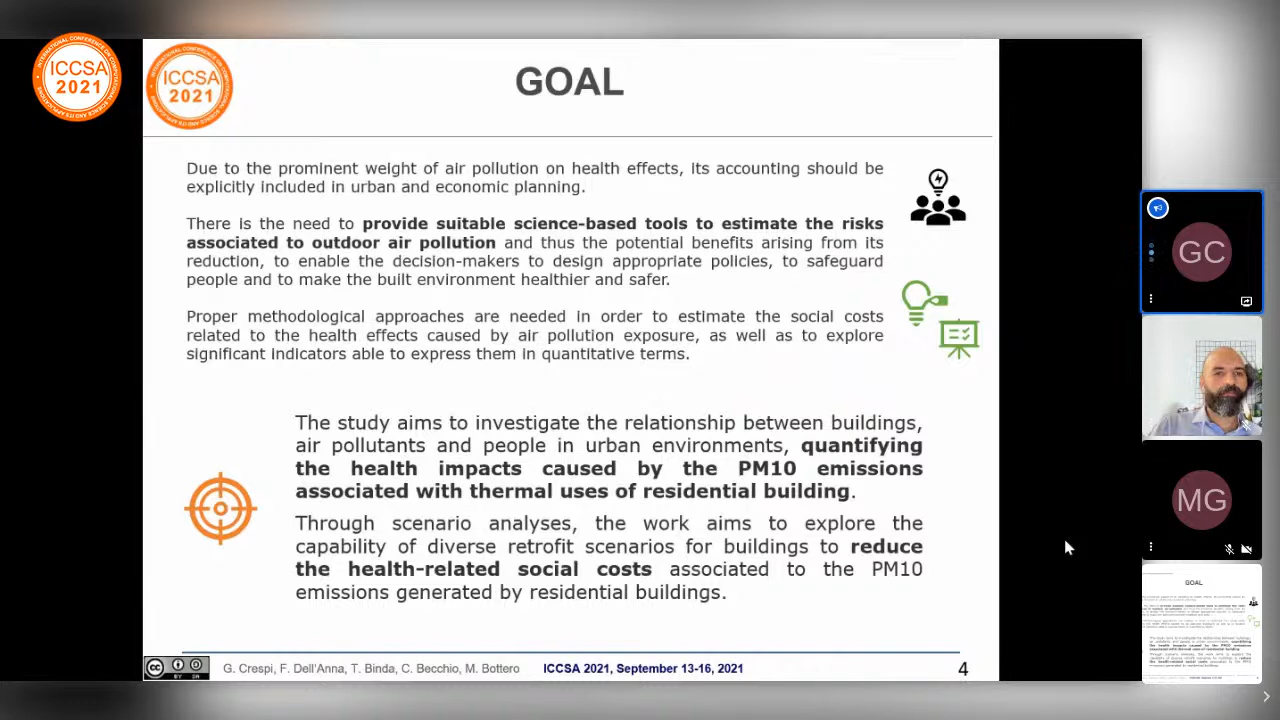 ICCSA
2021
ICCSA
2021
GOAL
Due to the prominent weight of air pollution on health effects, its accounting should be
explicitly included in urban and economic planning.
There is the need to provide suitable science-based tools to estimate the risks
associated to outdoor air pollution and thus the potential benefits arising from its
reduction, to enable the decision-makers to design appropriate policies, to safeguard
people and to make the built environment healthier and safer.
Proper methodological approaches are needed in order to estimate the social costs
related to the health effects caused by air pollution exposure, as well as to explore
significant indicators able to express them in quantitative terms.
The study aims to investigate the relationship between buildings,
air pollutants and people in urban environments, quantifying
the health impacts caused by the PM10 emissions
associated with thermal uses of residential building.
Through scenario analyses, the work aims to explore the
capability of diverse retrofit scenarios for buildings to reduce
the health-related social costs associated to the PM10
emissions generated by residential buildings.
G. Crespi, F. Dell'Anna, T. Binda, C. Becchio, M. Bottero - ICCSA 2021, September 13-16, 2021
4
GC
MG
GOAL